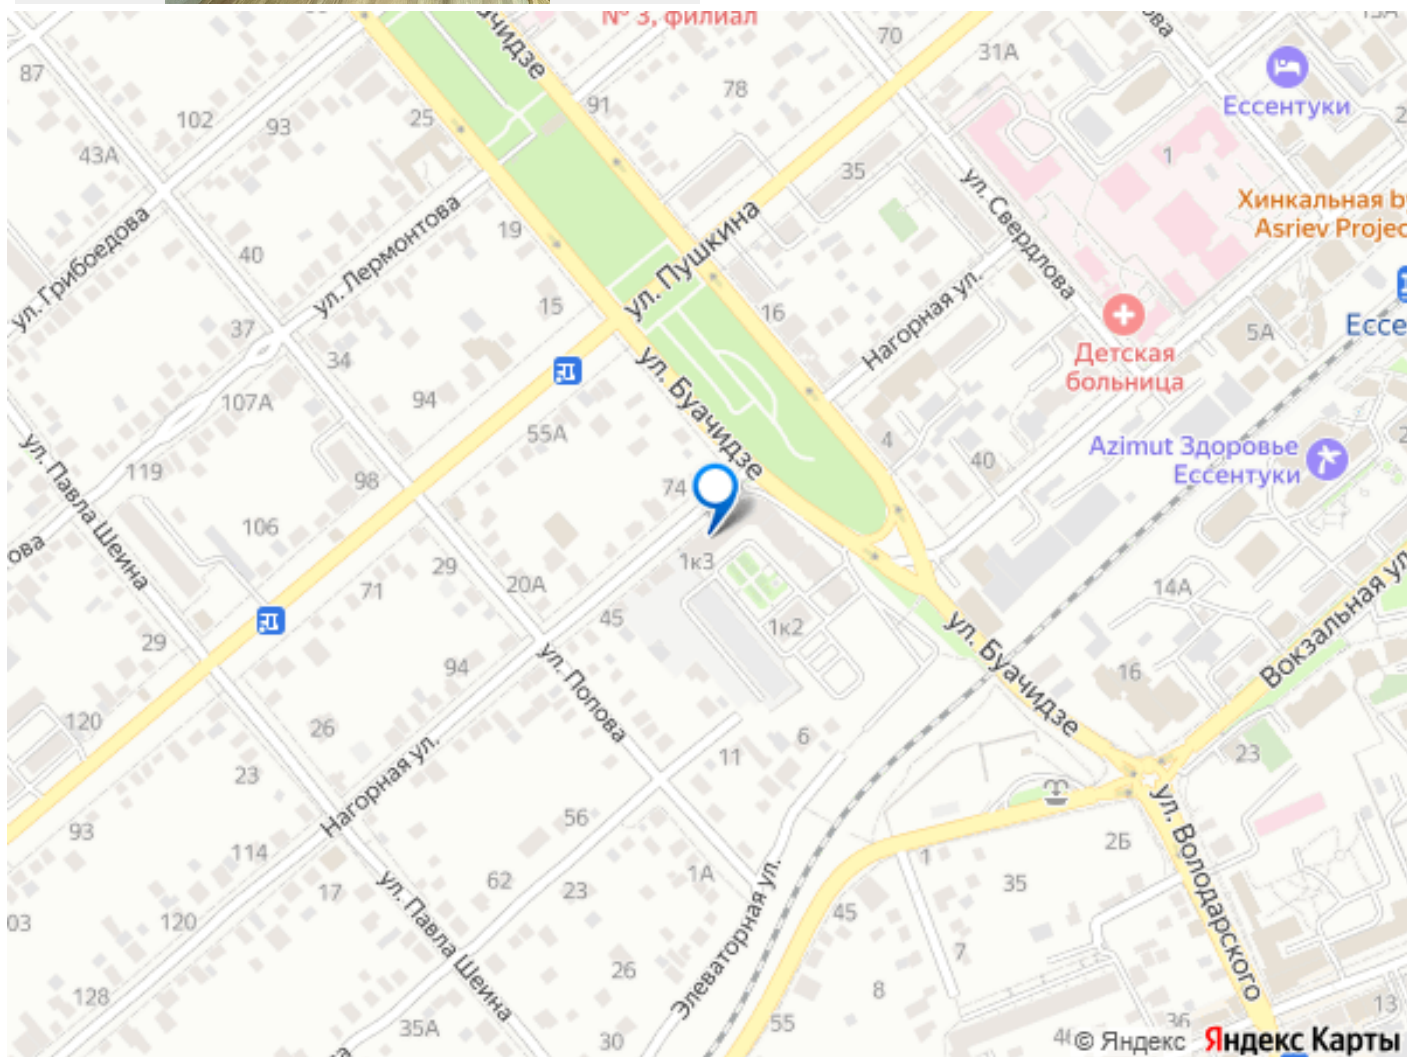 № 3, филиал
38
70
31А
13А
87
78
Ессентуки
102
93
25
91
43А
35
1
ул. Свердлова
Хинкальная by
Asriev Projec
ул. Грибоедова
40
ул. Лермонтова
19
ул. Пушкина
15
16
Нагорная ул.
37
34
Детская
больница
5А
Ессе
107А
94
55А
ул. Буачидзе
4
40
Azimut Здоровье
Ессентуки
119
98
74
ул. Павла Шеина
106
1к3
ова
71
29
20А
45
1к2
14А
Вокзальная ул
29
94
ул. Попова
ул. Буачидзе
16
120
26
Нагорная ул.
11
6
23
23
93
114
56
1
2Б
ул. Володарского
17
62
23
1А
35
03
120
ул. Павла Шеина
45
Элеваторная ул.
7
128
26
8
35А
30
55
36
13
© Яндекс Яндекс Карты